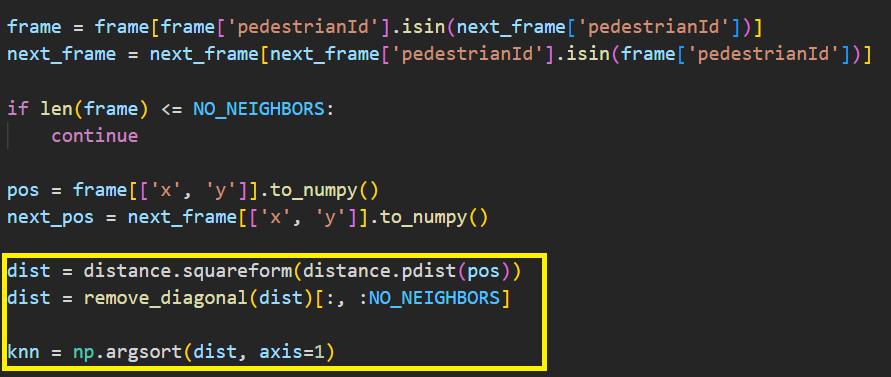 frame = frame[frame['pedestrianId'].isin(next_frame['pedestrianId'])]
next_frame = next_frame[next_frame['pedestrianId'].isin(frame['pedestrianId'])]
if len(frame) <= NO_NEIGHBORS:
    continue
pos = frame[['x', 'y']].to_numpy()
next_pos = next_frame[['x', 'y']].to_numpy()
dist = distance.squareform(distance.pdist(pos))
dist = remove_diagonal(dist)[:, :NO_NEIGHBORS]
knn = np.argsort(dist, axis=1)